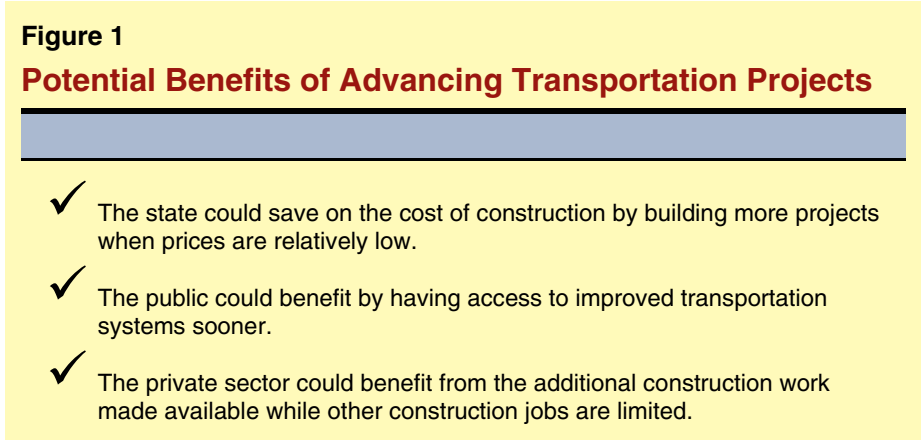 Figure 1
Potential Benefits of Advancing Transportation Projects
The state could save on the cost of construction by building more projects
when prices are relatively low.
The public could benefit by having access to improved transportation
systems sooner.
The private sector could benefit from the additional construction work
made available while other construction jobs are limited.